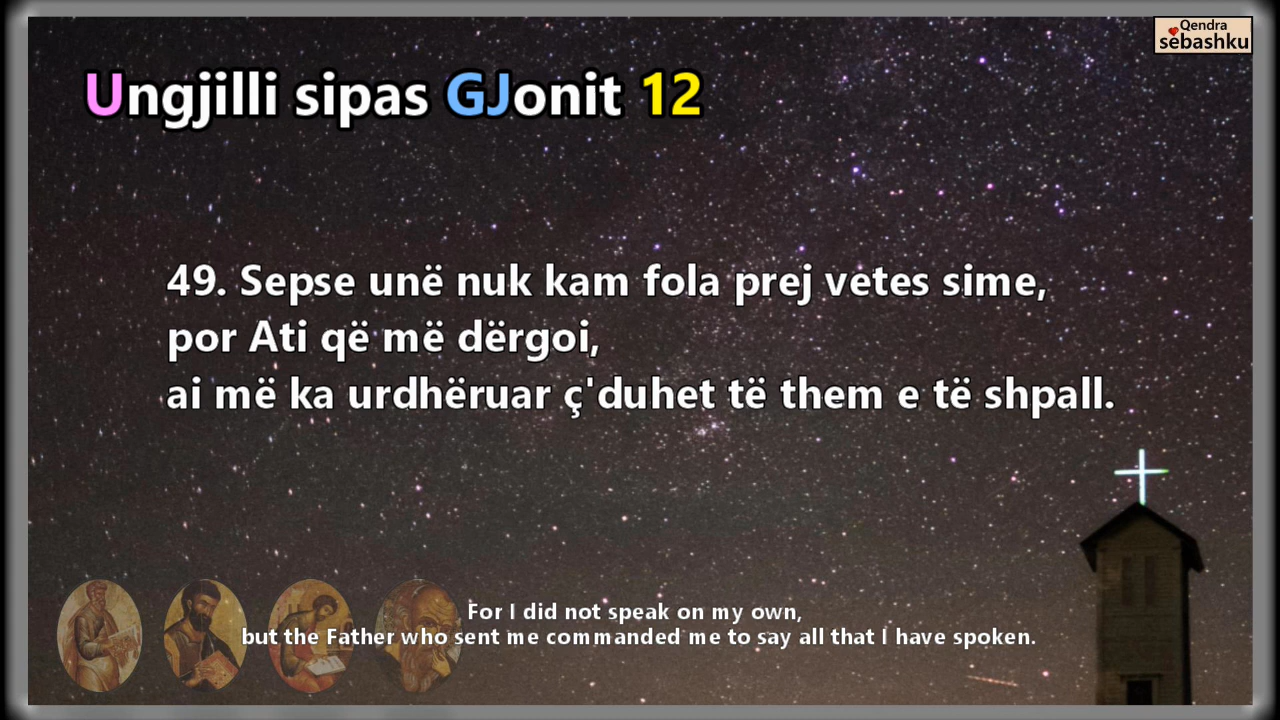 Qendra
sebashku
Ungjilli sipas GJonit 12
49. Sepse unë nuk kam fola prej vetes sime,
por Ati që më dërgoi,
ai më ka urdhëruar ç'duhet të them e të shpall.
For I did not speak on my own,
but the Father who sent me commanded me to say all that I have spoken.